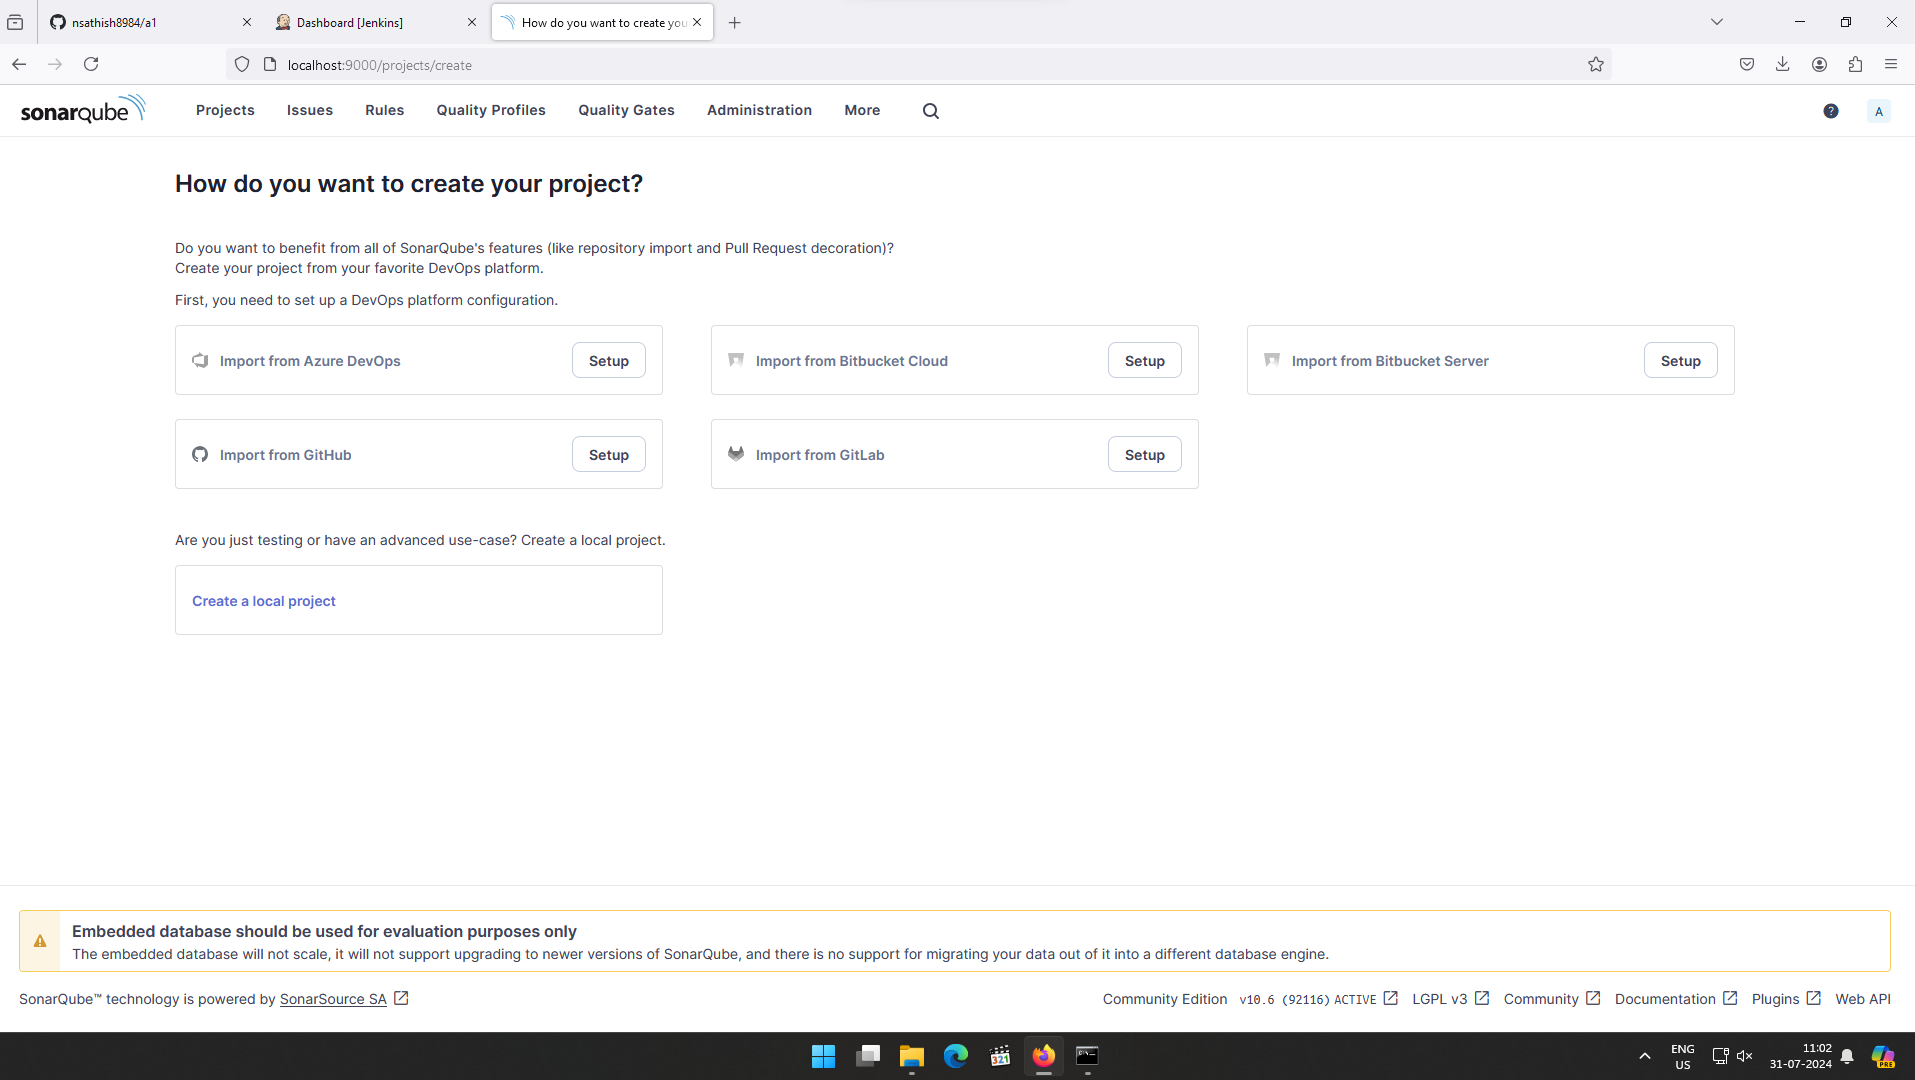 nsathish8984/a1
Dashboard [Jenkins]
How do you want to create you
localhost:9000/projects/create
sonarqube
Projects
Issues
Rules
Quality Profiles
Quality Gates
Administration
More
?
A
How do you want to create your project?
Do you want to benefit from all of SonarQube's features (like repository import and Pull Request decoration)?
Create your project from your favorite DevOps platform.
First, you need to set up a DevOps platform configuration.
Import from Azure DevOps
Setup
Import from Bitbucket Cloud
Setup
Import from Bitbucket Server
Setup
Import from GitHub
Setup
Import from GitLab
Setup
Are you just testing or have an advanced use-case? Create a local project.
Create a local project
Embedded database should be used for evaluation purposes only
The embedded database will not scale, it will not support upgrading to newer versions of SonarQube, and there is no support for migrating your data out of it into a different database engine.
SonarQube™ technology is powered by SonarSource SA
Community Edition
v10.6 (92116) ACTIVE
LGPL v3
Community
Documentation
Plugins
Web API
321
ENG
US
11:02
31-07-2024
PRE